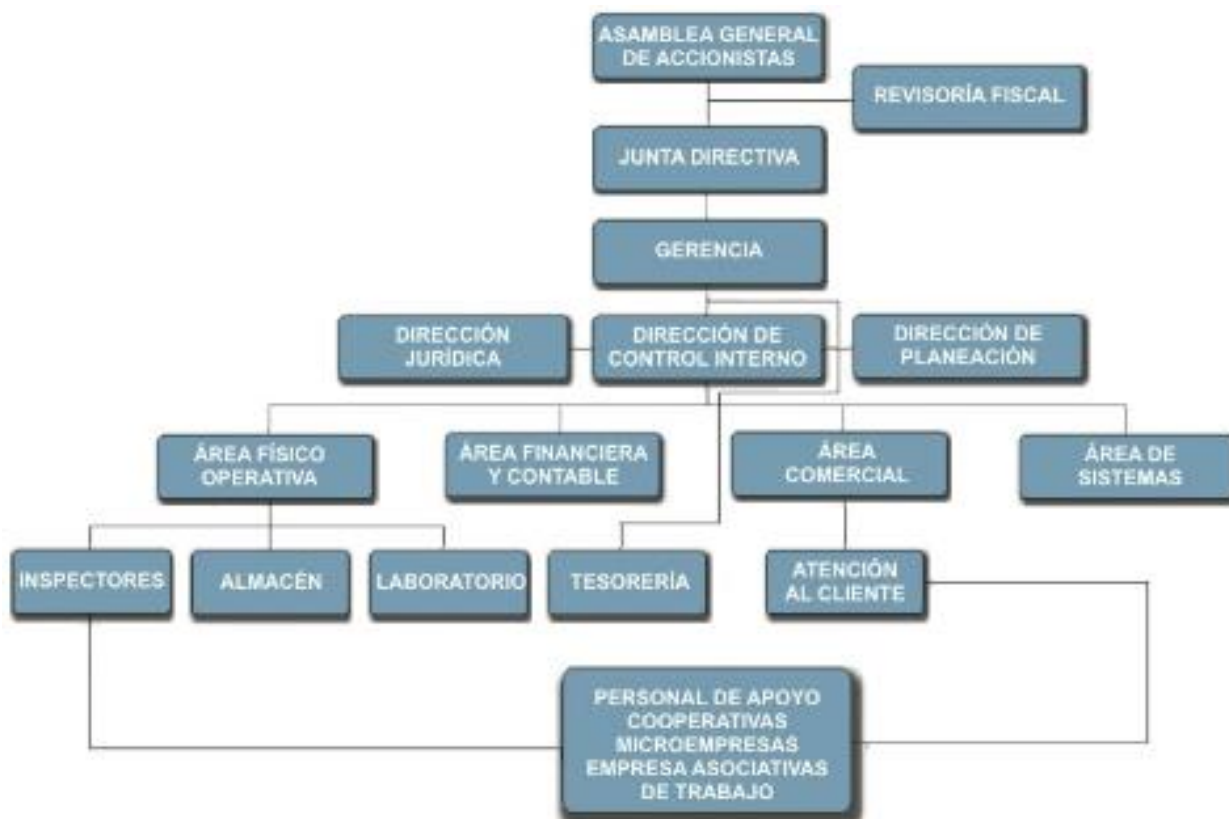 ASAMBLEA GENERAL
DE ACCIONISTAS
REVISORÍA FISCAL
JUNTA DIRECTIVA
GERENCIA
DIRECCIÓN
JURÍDICA
DIRECCIÓN DE
CONTROL INTERNO
DIRECCIÓN DE
PLANEACIÓN
ÁREA FÍSICO
OPERATIVA
ÁREA FINANCIERA
Y CONTABLE
ÁREA
COMERCIAL
ÁREA DE
SISTEMAS
INSPECTORES
ALMACÉN
LABORATORIO
TESORERÍA
ATENCIÓN
AL CLIENTE
PERSONAL DE APOYO
COOPERATIVAS
MICROEMPRESAS
EMPRESA ASOCIATIVAS
DE TRABAJO